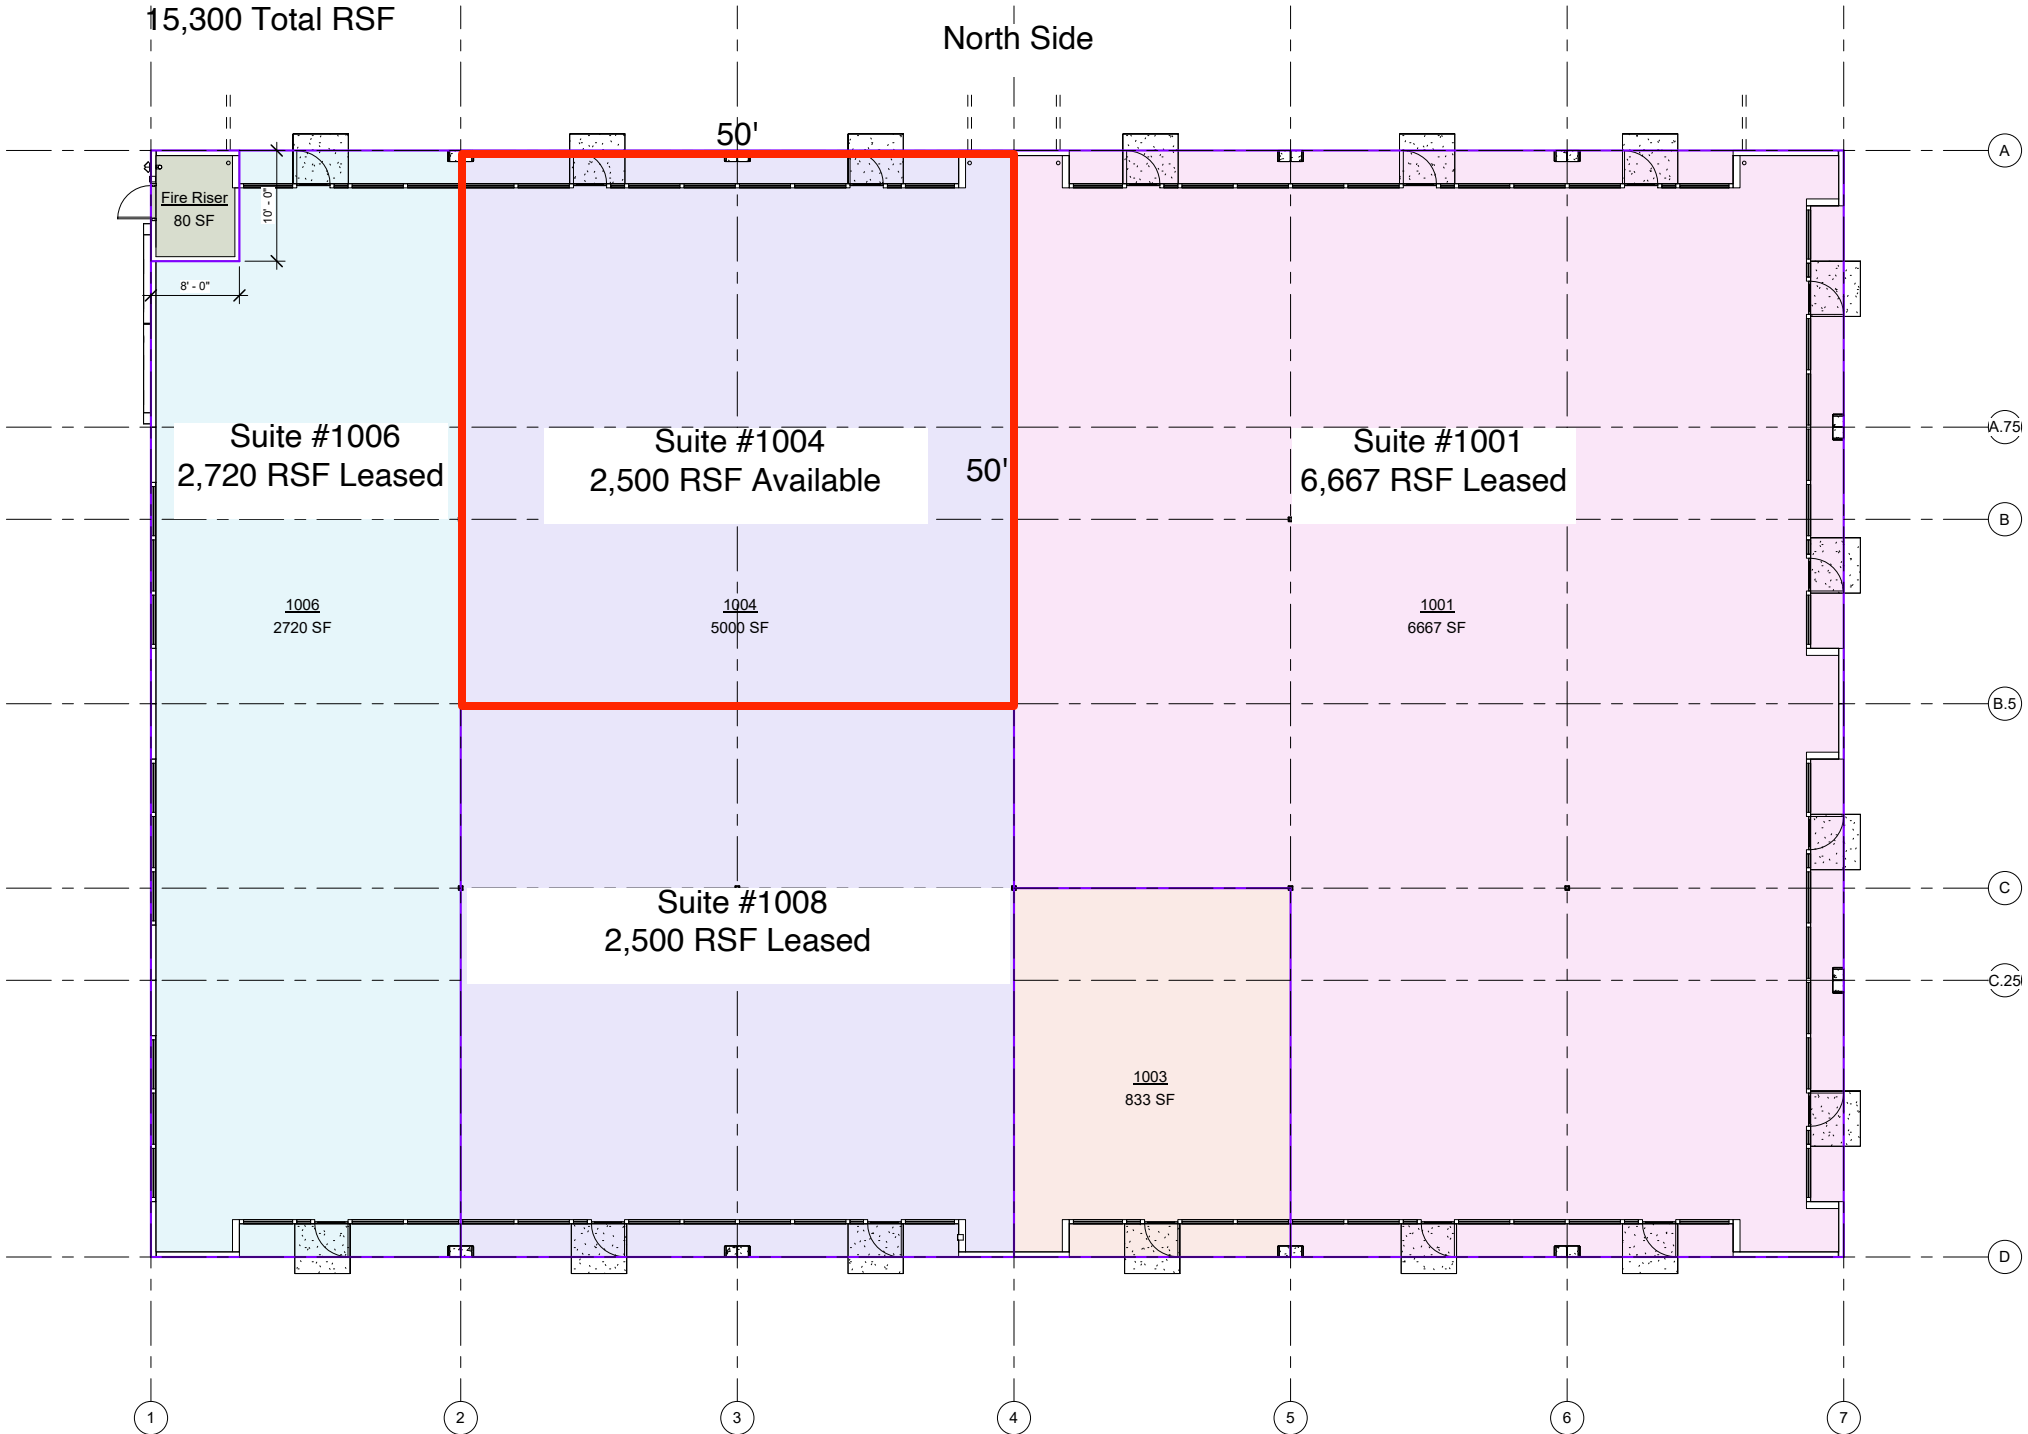 15,300 Total RSF
North Side
50'
A
Fire Riser
80 SF
10' - 0"
8' - 0"
Suite #1006
2,720 RSF Leased
Suite #1004
2,500 RSF Available
50'
Suite #1001
6,667 RSF Leased
A.75
B
1006
2720 SF
1004
5000 SF
1001
6667 SF
B.5
Suite #1008
2,500 RSF Leased
C
C.25
1003
833 SF
D
1
2
3
4
5
6
7